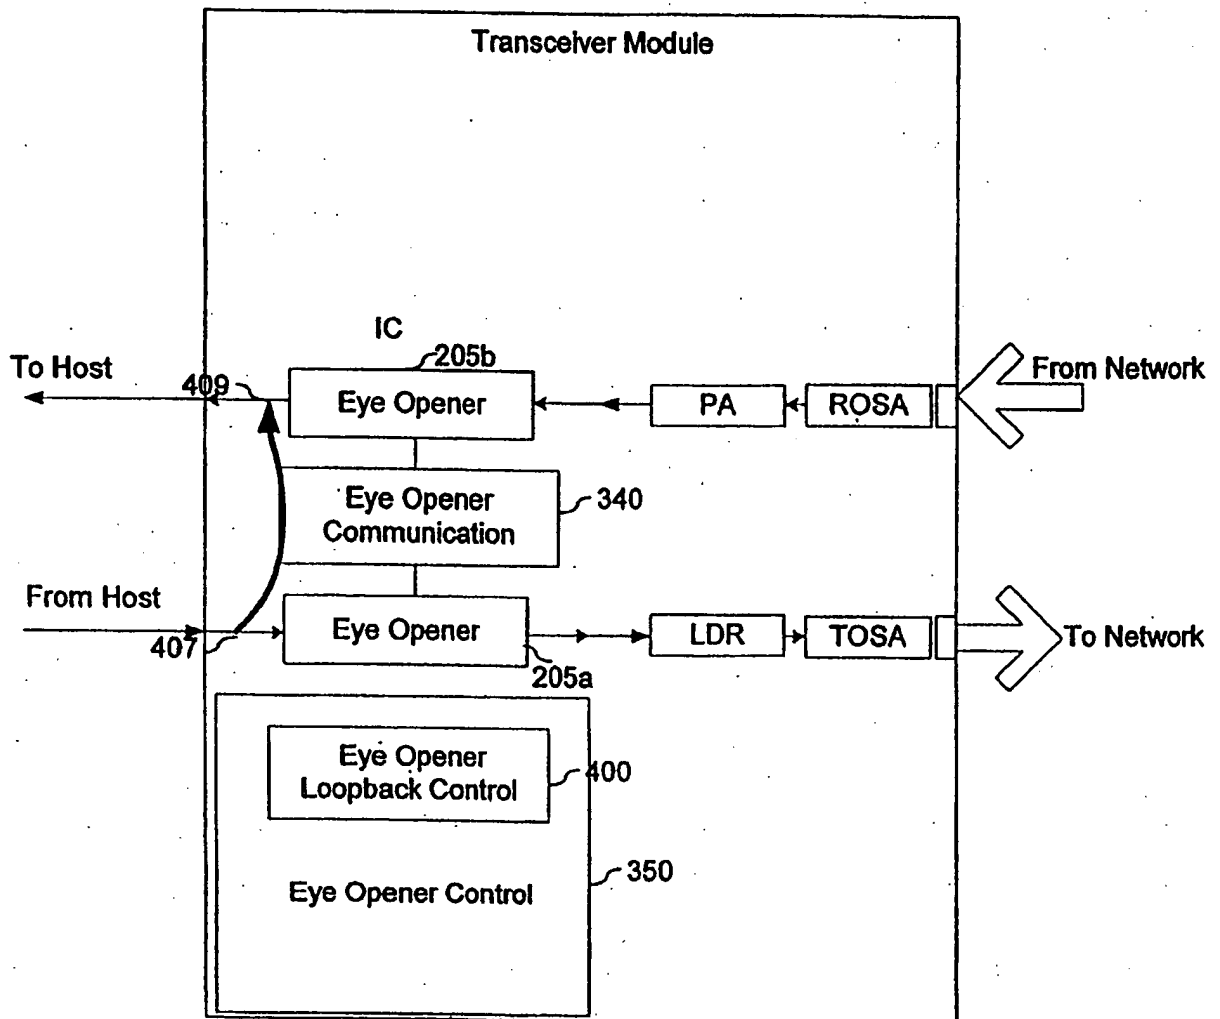 Transceiver Module
IC
205b
To Host
409
Eye Opener
PA
ROSA
From Network
Eye Opener
Communication
340
From Host
407
Eye Opener
LDR
TOSA
To Network
205a
Eye Opener
Loopback Control
400
350
Eye Opener Control